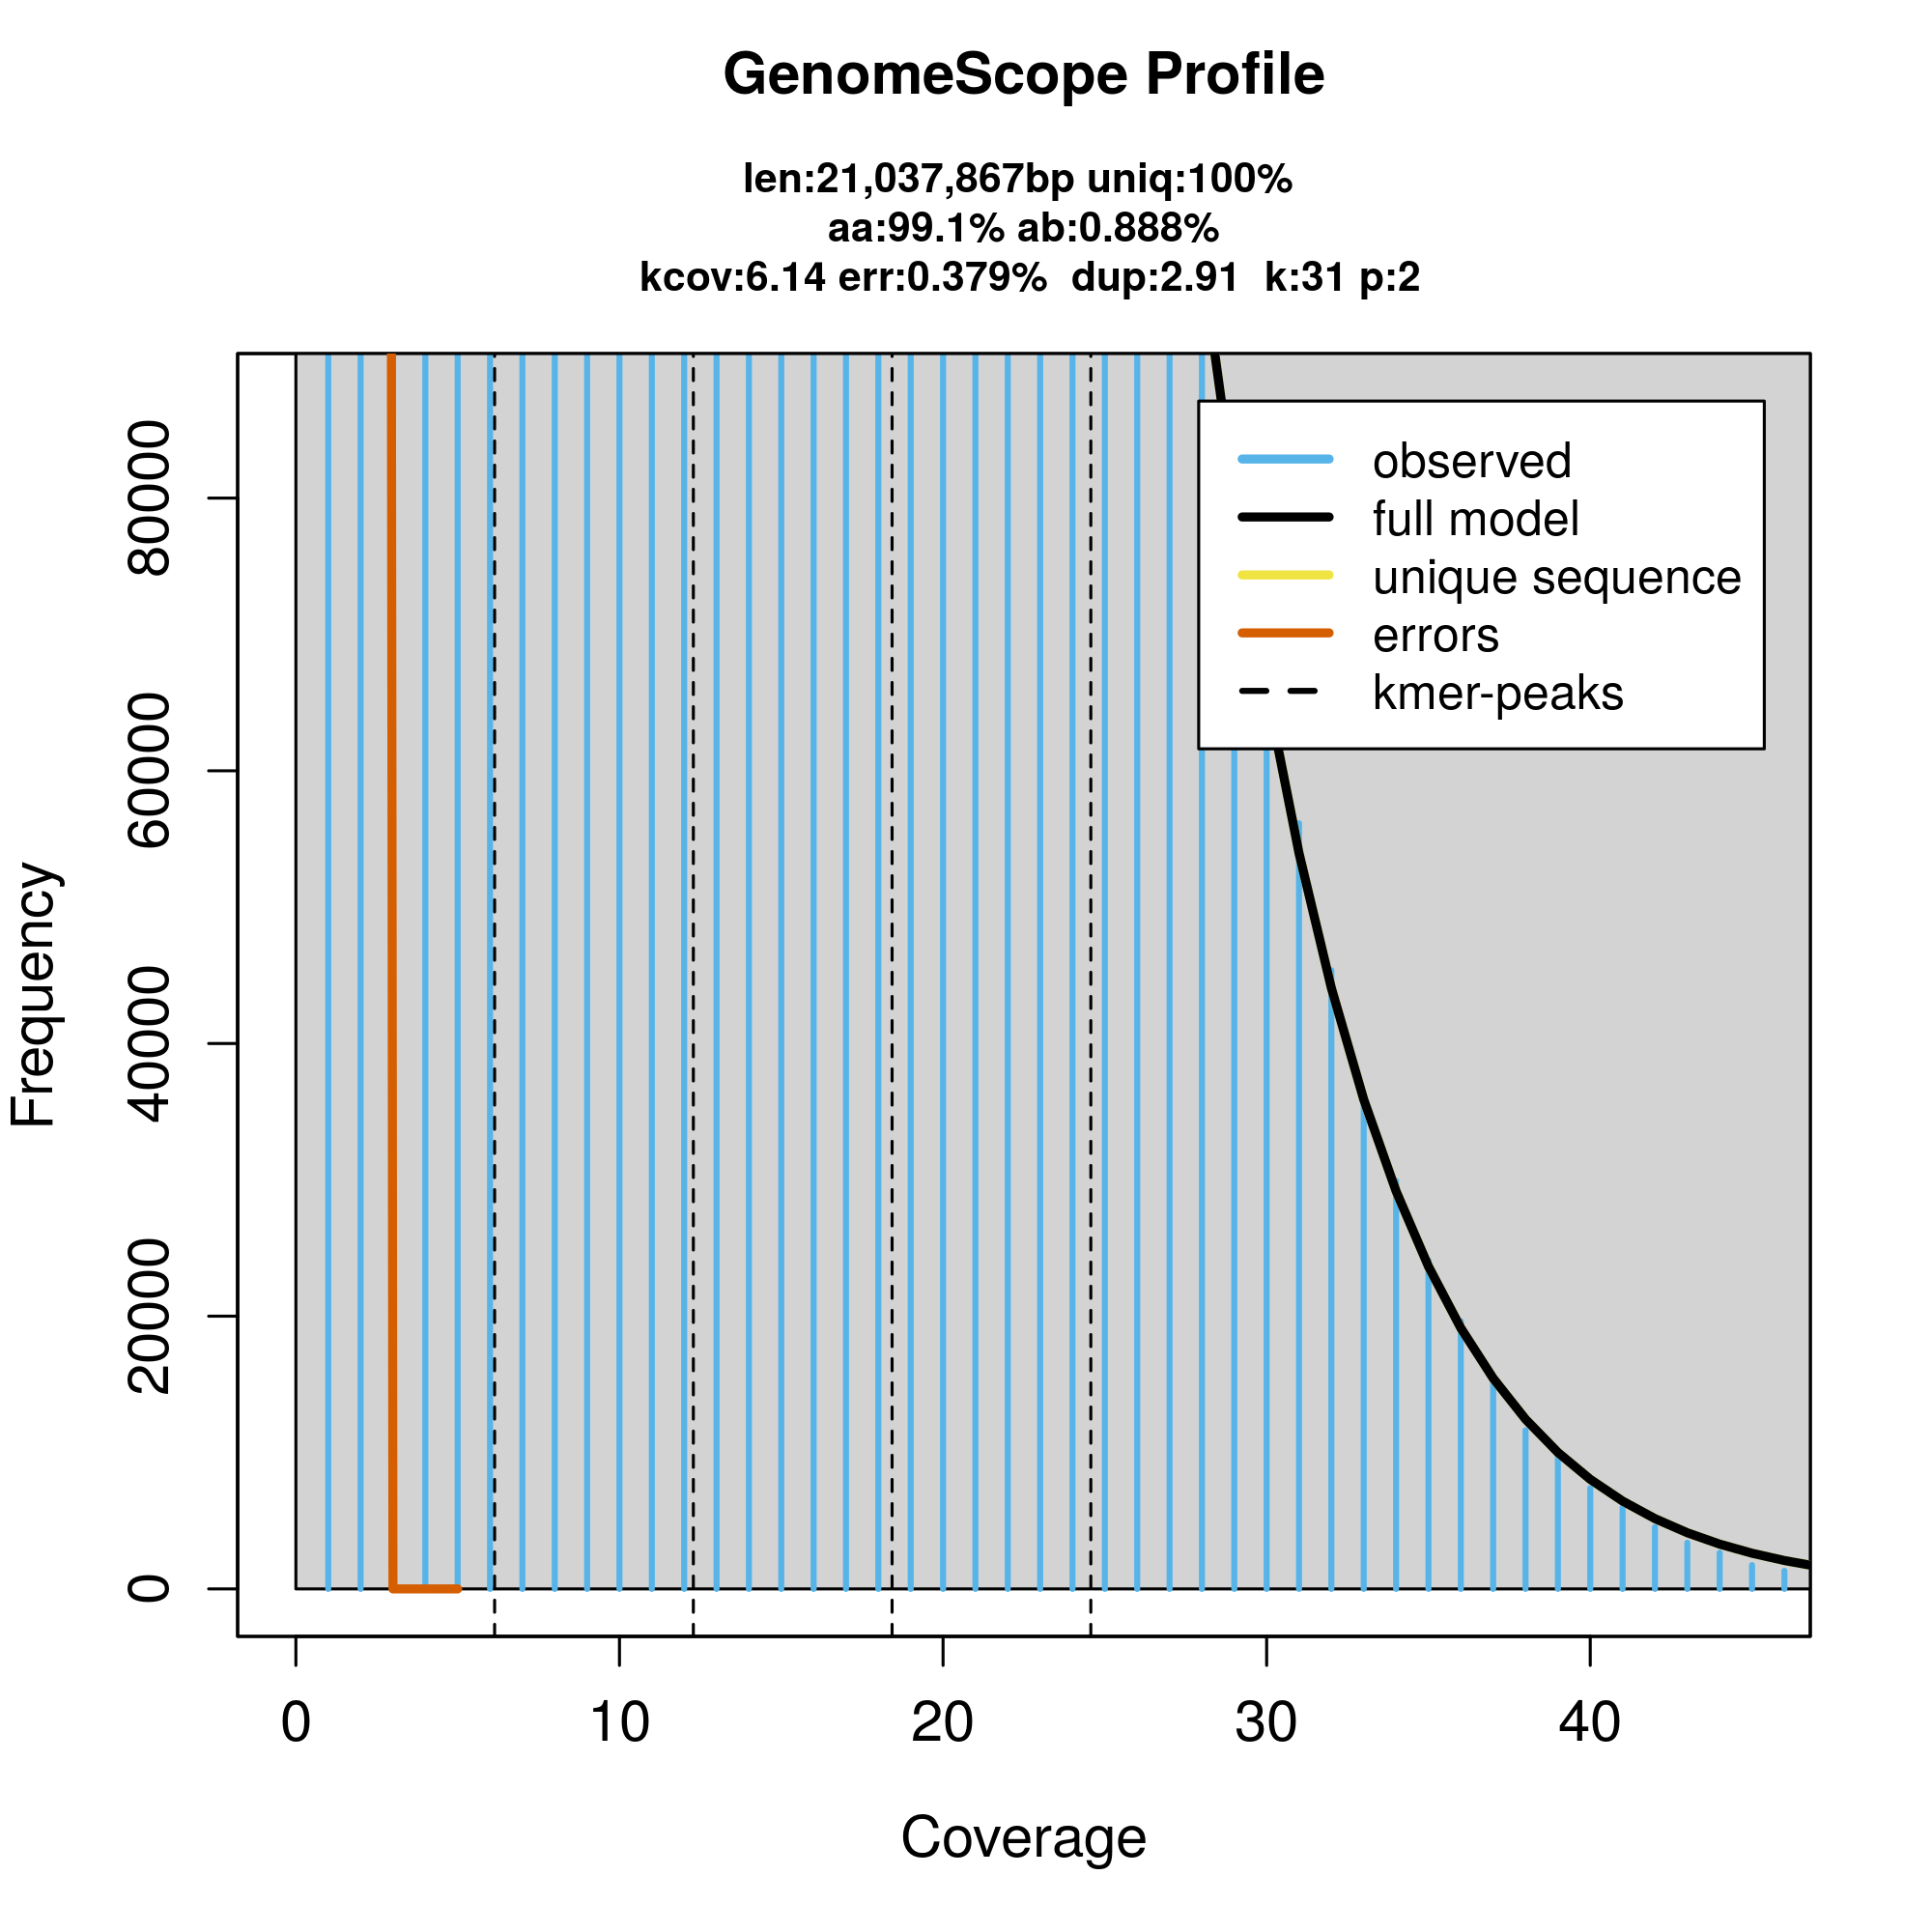 GenomeScope Profile
len:21,037,867bp uniq:100%
aa:99.1% ab:0.888%
kcov:6.14 err:0.379%  dup:2.91  k:31 p:2
observed
full model
unique sequence
errors
kmer-peaks
Frequency
80000
60000
40000
20000
0
0 10 20 30 40
Coverage